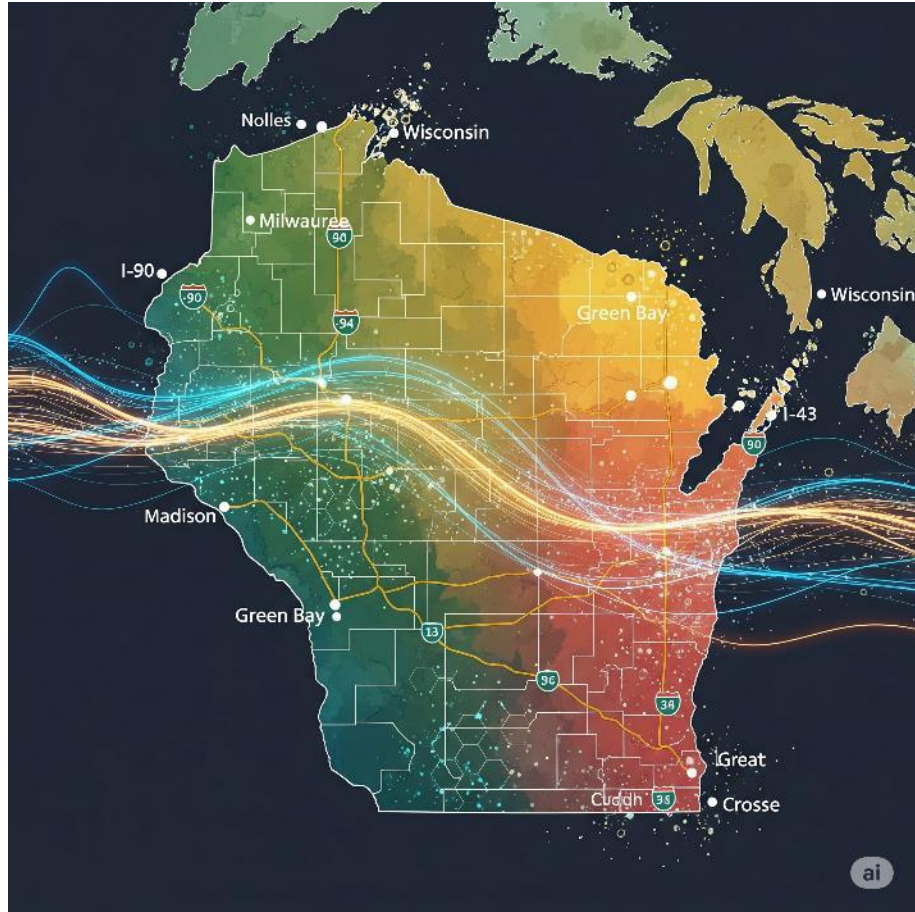 Nolles
Wisconsin
Milwauree
90
I-90
-90
Wisconsin
Green Bay
-94
I-43
90
Madison
Green Bay
13
96
34
Great
Cuddh
38
Crosse
ai